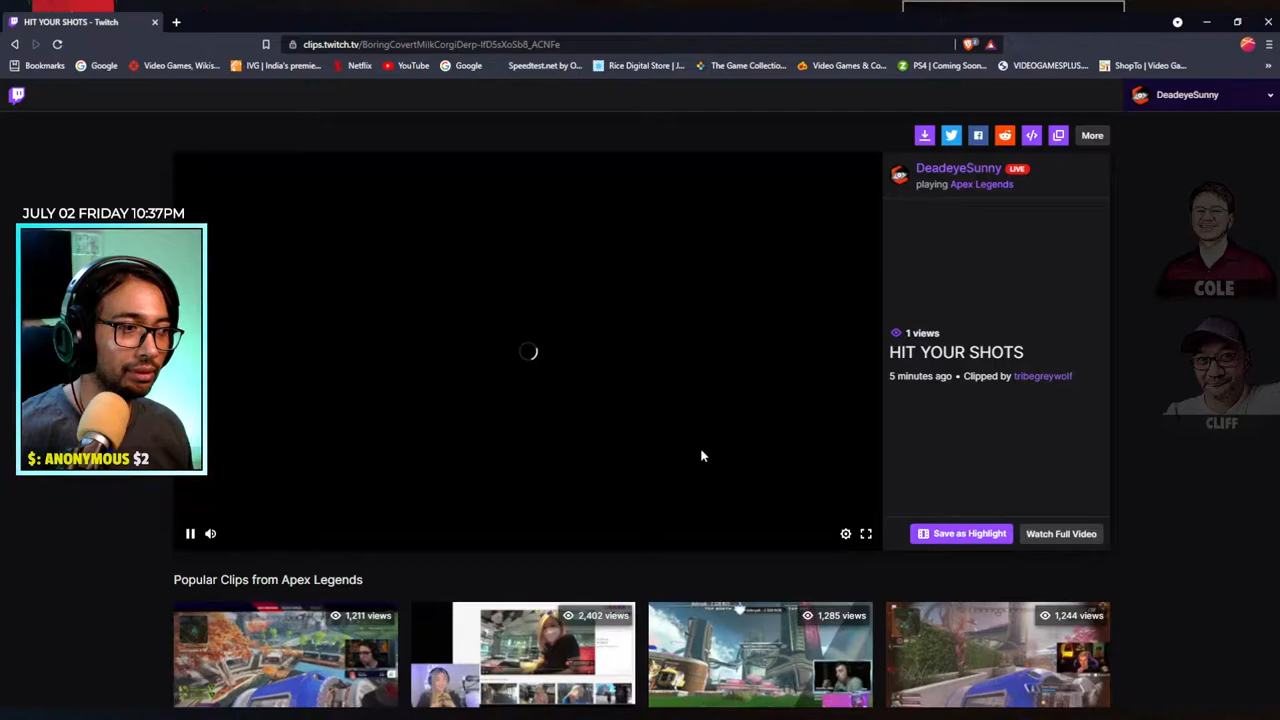 HIT YOUR SHOTS - Twitch
clips.twitch.tv/BoringCovertMilkCorgiDerp-IfD5sXoSb8_ACNFe
Bookmarks Google Video Games, Wikis... IVG | India's premie... Netflix YouTube Google Speedtest.net by O... Rice Digital Store | J... The Game Collectio... Video Games & Co... PS4 | Coming Soon... VIDEOGAMESPLUS.... ShopTo | Video Ga...
DeadeyeSunny
More
DeadeyeSunny LIVE
playing Apex Legends
JULY 02 FRIDAY 10:37PM
COLE
1 views
HIT YOUR SHOTS
5 minutes ago • Clipped by tribegreywolf
CLIFF
$: ANONYMOUS $2
Save as Highlight Watch Full Video
Popular Clips from Apex Legends
1,211 views 2,402 views 1,285 views 1,244 views